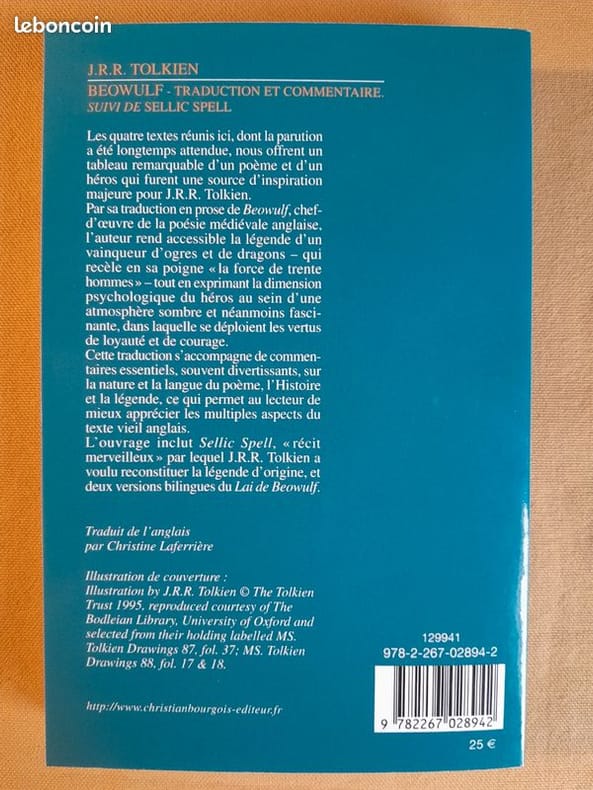 leboncoin
J.R.R. TOLKIEN
BEOWULF - TRADUCTION ET COMMENTAIRE.
SUIVI DE SELLIC SPELL
Les quatre textes réunis ici, dont la parution
a été longtemps attendue, nous offrent un
tableau remarquable d'un poème et d'un
héros qui furent une source d'inspiration
majeure pour J.R.R. Tolkien.
Par sa traduction en prose de Beowulf, chef-
d'œuvre de la poésie médiévale anglaise,
l'auteur rend accessible la légende d'un
vainqueur d'ogres et de dragons – qui
recèle en sa poigne « la force de trente
hommes » – tout en exprimant la dimension
psychologique du héros au sein d'une
atmosphère sombre et néanmoins fasci-
nante, dans laquelle se déploient les vertus
de loyauté et de courage.
Cette traduction s'accompagne de commen-
taires essentiels, souvent divertissants, sur
la nature et la langue du poème, l'Histoire
et la légende, ce qui permet au lecteur de
mieux apprécier les multiples aspects du
texte vieil anglais.
L'ouvrage inclut Sellic Spell, « récit
merveilleux » par lequel J.R.R. Tolkien a
voulu reconstituer la légende d'origine, et
deux versions bilingues du Lai de Beowulf.
Traduit de l'anglais
par Christine Laferrière
Illustration de couverture :
Illustration by J.R.R. Tolkien © The Tolkien
Trust 1995, reproduced courtesy of The
Bodleian Library, University of Oxford and
selected from their holding labelled MS.
Tolkien Drawings 87, fol. 37; MS. Tolkien
Drawings 88, fol. 17 & 18.
http://www.christianbourgois-editeur.fr
129941
978-2-267-02894-2
9 782267 028942
25 €